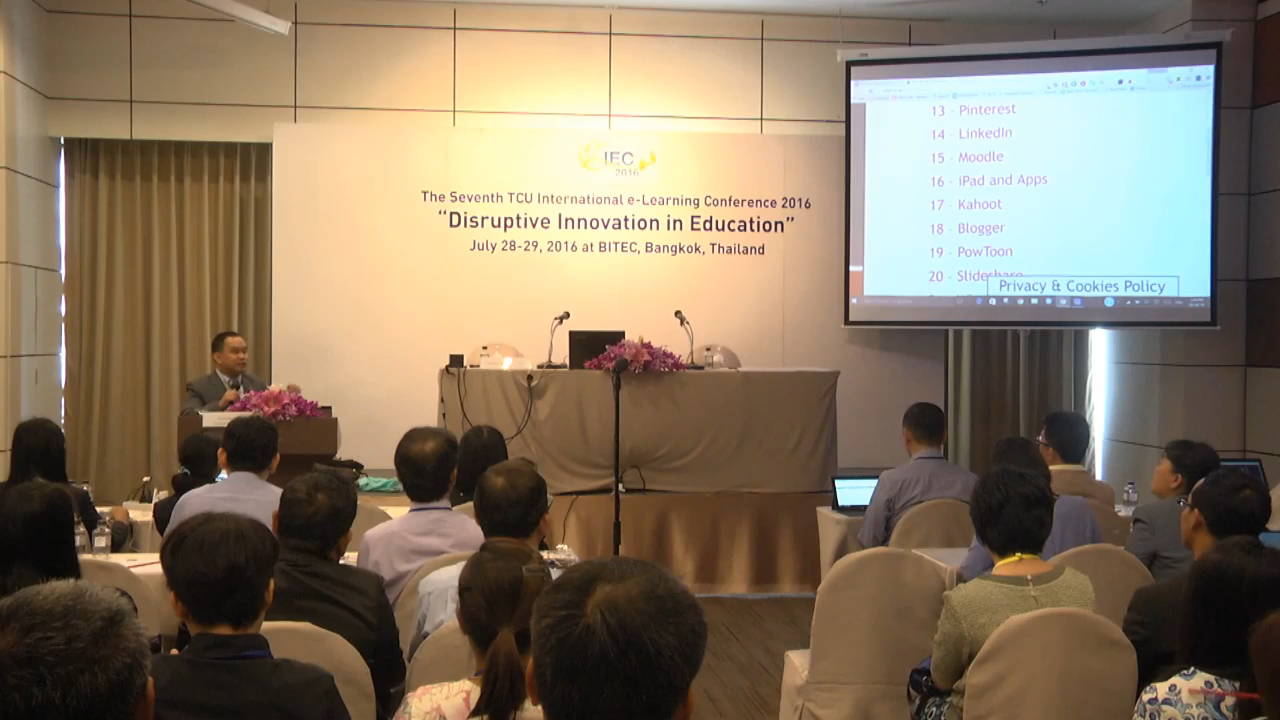 IEC
2016
The Seventh TCU International e-Learning Conference 2016
“Disruptive Innovation in Education”
July 28-29, 2016 at BITEC, Bangkok, Thailand
13 - Pinterest
14 - LinkedIn
15 - Moodle
16 - iPad and Apps
17 - Kahoot
18 - Blogger
19 - PowToon
20 - Slideshare
Privacy & Cookies Policy